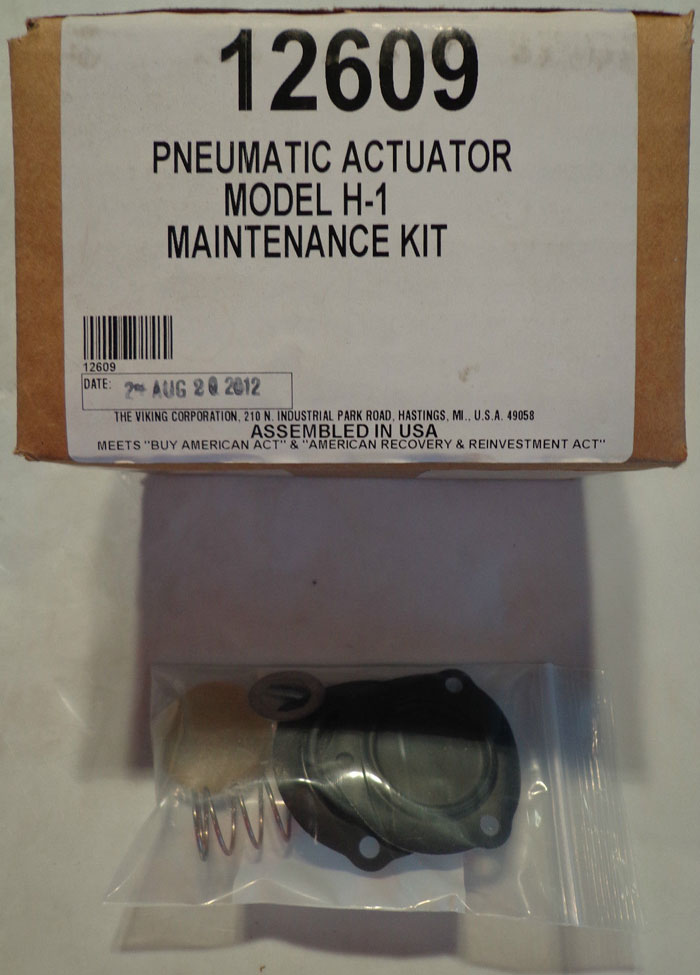 12609
PNEUMATIC ACTUATOR
MODEL H-1
MAINTENANCE KIT
12609
DATE: AUG 20 2012
THE VIKING CORPORATION, 210 N. INDUSTRIAL PARK ROAD, HASTINGS, MI., U.S.A. 49058
ASSEMBLED IN USA
MEETS "BUY AMERICAN ACT" & "AMERICAN RECOVERY & REINVESTMENT ACT"